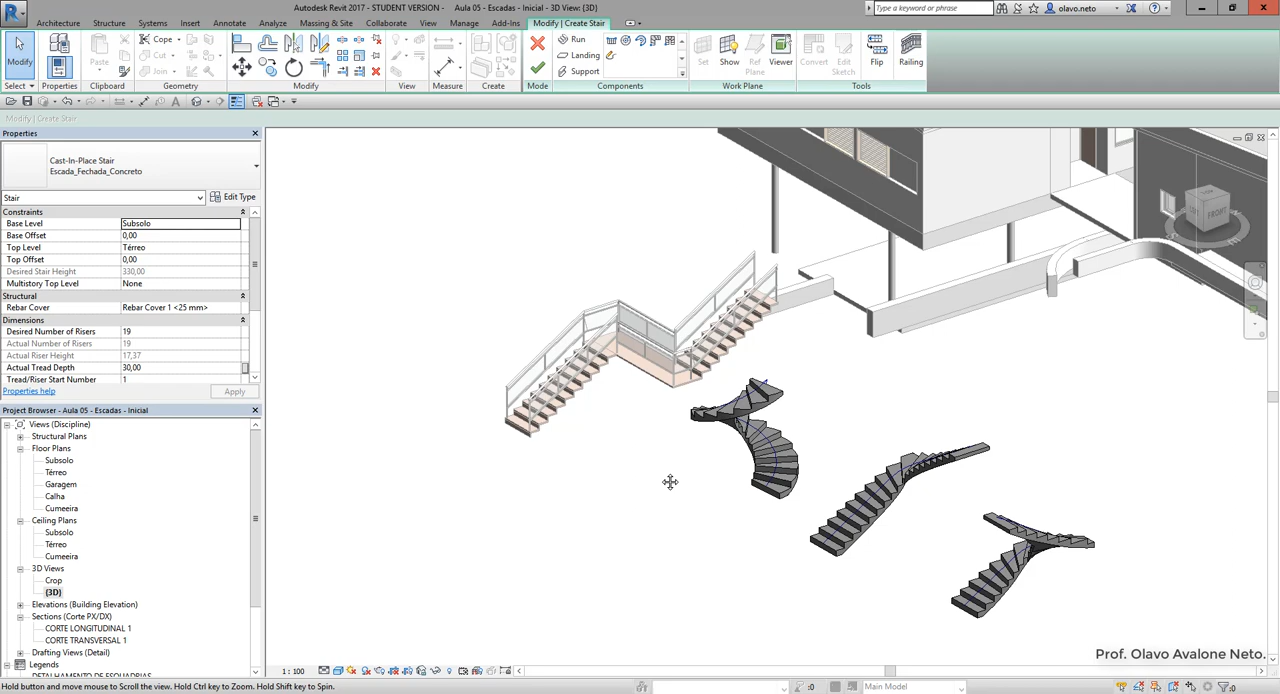 Autodesk Revit 2017 - STUDENT VERSION - Aula 05 - Escadas - Inicial - 3D View: {3D}
Type a keyword or phrase
olavo.neto
Architecture Structure Systems Insert Annotate Analyze Massing & Site Collaborate View Manage Add-Ins Modify | Create Stair
Modify
Paste
Cope
Cut
Join
Run
Landing
Support
Set Show Ref Plane Viewer Convert Edit Sketch Flip Railing
Select Properties Clipboard Geometry Modify View Measure Create Mode Components Work Plane Tools
Modify | Create Stair
Properties
Cast-In-Place Stair
Escada_Fechada_Concreto
Stair
Edit Type
Constraints
Base Level Subsolo
Base Offset 0,00
Top Level Térreo
Top Offset 0,00
Desired Stair Height 330,00
Multistory Top Level None
Structural
Rebar Cover Rebar Cover 1 <25 mm>
Dimensions
Desired Number of Risers 19
Actual Number of Risers 19
Actual Riser Height 17,37
Actual Tread Depth 30,00
Tread/Riser Start Number 1
Properties help
Apply
Project Browser - Aula 05 - Escadas - Inicial
Views (Discipline)
Structural Plans
Floor Plans
Subsolo
Térreo
Garagem
Calha
Cumeeira
Ceiling Plans
Subsolo
Térreo
Cumeeira
3D Views
Crop
{3D}
Elevations (Building Elevation)
Sections (Corte PX/DX)
CORTE LONGITUDINAL 1
CORTE TRANSVERSAL 1
Drafting Views (Detail)
Legends
FRONT
Prof. Olavo Avalone Neto.
1 : 100
Hold button and move mouse to Scroll the view. Hold Ctrl key to Zoom. Hold Shift key to Spin.
:0
Main Model
:0